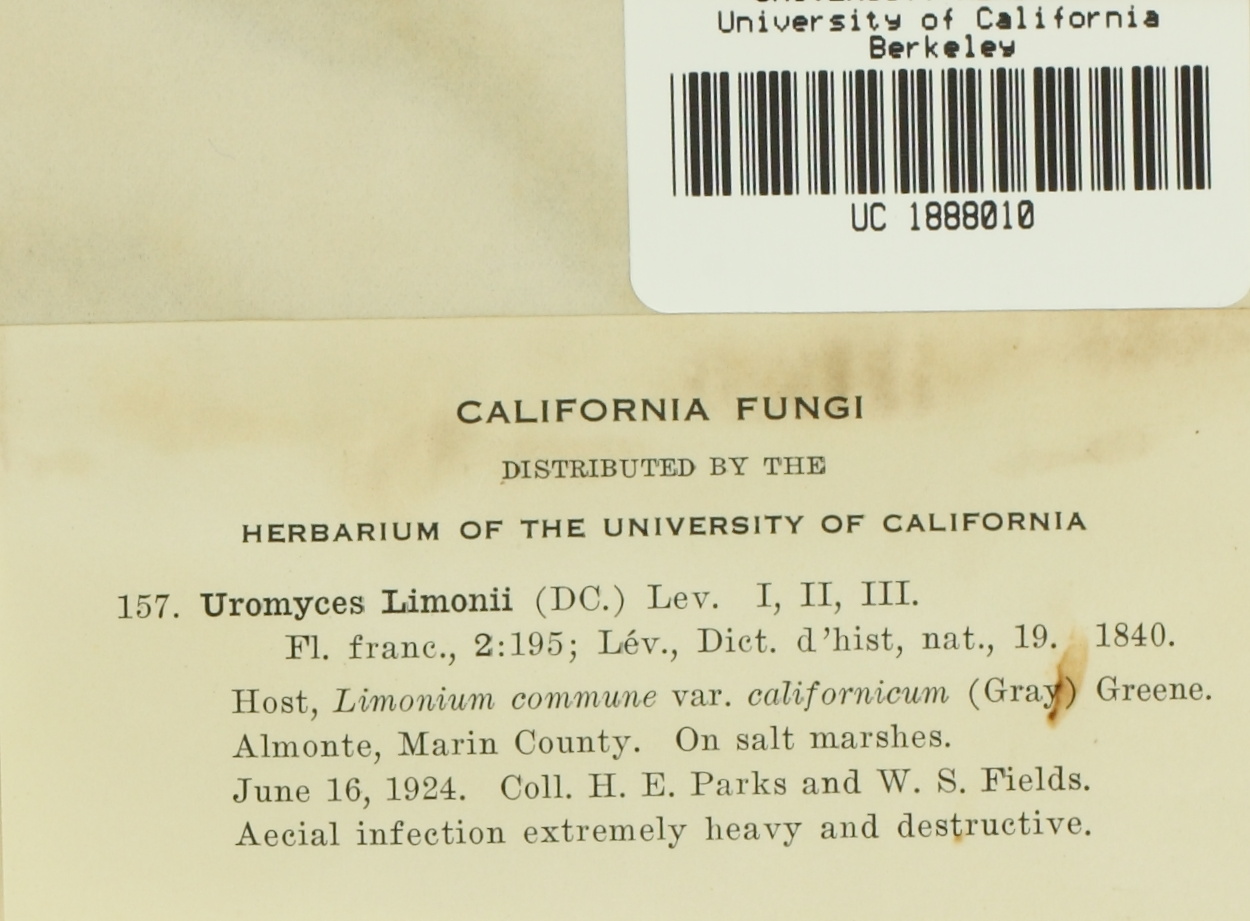 University of California
Berkeley
UC 1888010
CALIFORNIA FUNGI
DISTRIBUTED BY THE
HERBARIUM OF THE UNIVERSITY OF CALIFORNIA
157. Uromyces Limonii (DC.) Lev. I, II, III.
Fl. franc., 2:195; Lév., Dict. d'hist, nat., 19. 1840.
Host, Limonium commune var. californicum (Gray) Greene.
Almonte, Marin County. On salt marshes.
June 16, 1924. Coll. H. E. Parks and W. S. Fields.
Aecial infection extremely heavy and destructive.